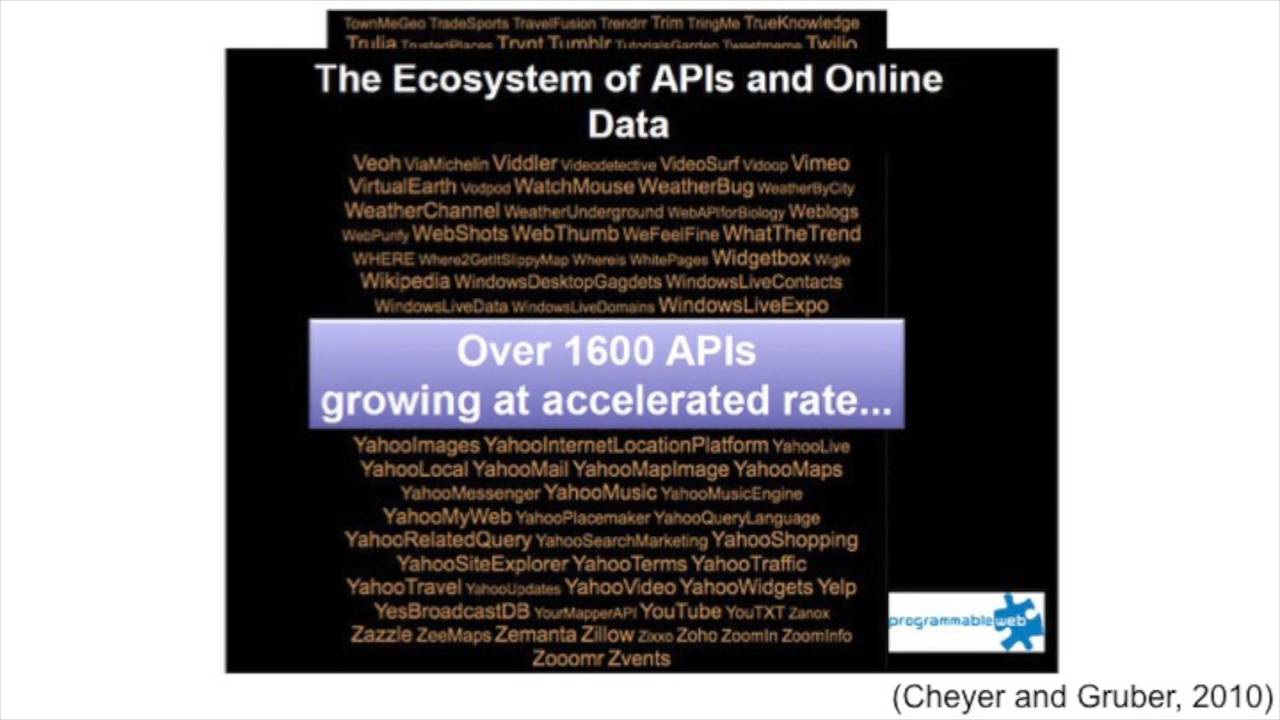 TownMeGeo TradeSports TravelFusion Trendrr Trim TringMe TrueKnowledge
Trulia TrustedPlaces Trynt Tumblr TutorialsGarden Tweetmeme Twilio
The Ecosystem of APIs and Online
Data
Veoh ViaMichelin Viddler Videodetective VideoSurf Vidoop Vimeo
VirtualEarth Vodpod WatchMouse WeatherBug WeatherByCity
WeatherChannel WeatherUnderground WebAPIforBiology Weblogs
WebPurify WebShots WebThumb WeFeelFine WhatTheTrend
WHERE Where2GetItSlippyMap Whereis WhitePages Widgetbox Wigle
Wikipedia WindowsDesktopGagdets WindowsLiveContacts
WindowsLiveData WindowsLiveDomains WindowsLiveExpo
Over 1600 APIs
growing at accelerated rate...
YahooImages YahooInternetLocationPlatform YahooLive
YahooLocal YahooMail YahooMapImage YahooMaps
YahooMessenger YahooMusic YahooMusicEngine
YahooMyWeb YahooPlacemaker YahooQueryLanguage
YahooRelatedQuery YahooSearchMarketing YahooShopping
YahooSiteExplorer YahooTerms YahooTraffic
YahooTravel YahooUpdates YahooVideo YahooWidgets Yelp
YesBroadcastDB YourMapperAPI YouTube YouTXT Zanox
Zazzle ZeeMaps Zemanta Zillow Zixxo Zoho ZoomIn ZoomInfo
Zooomr Zvents
programmableweb
(Cheyer and Gruber, 2010)